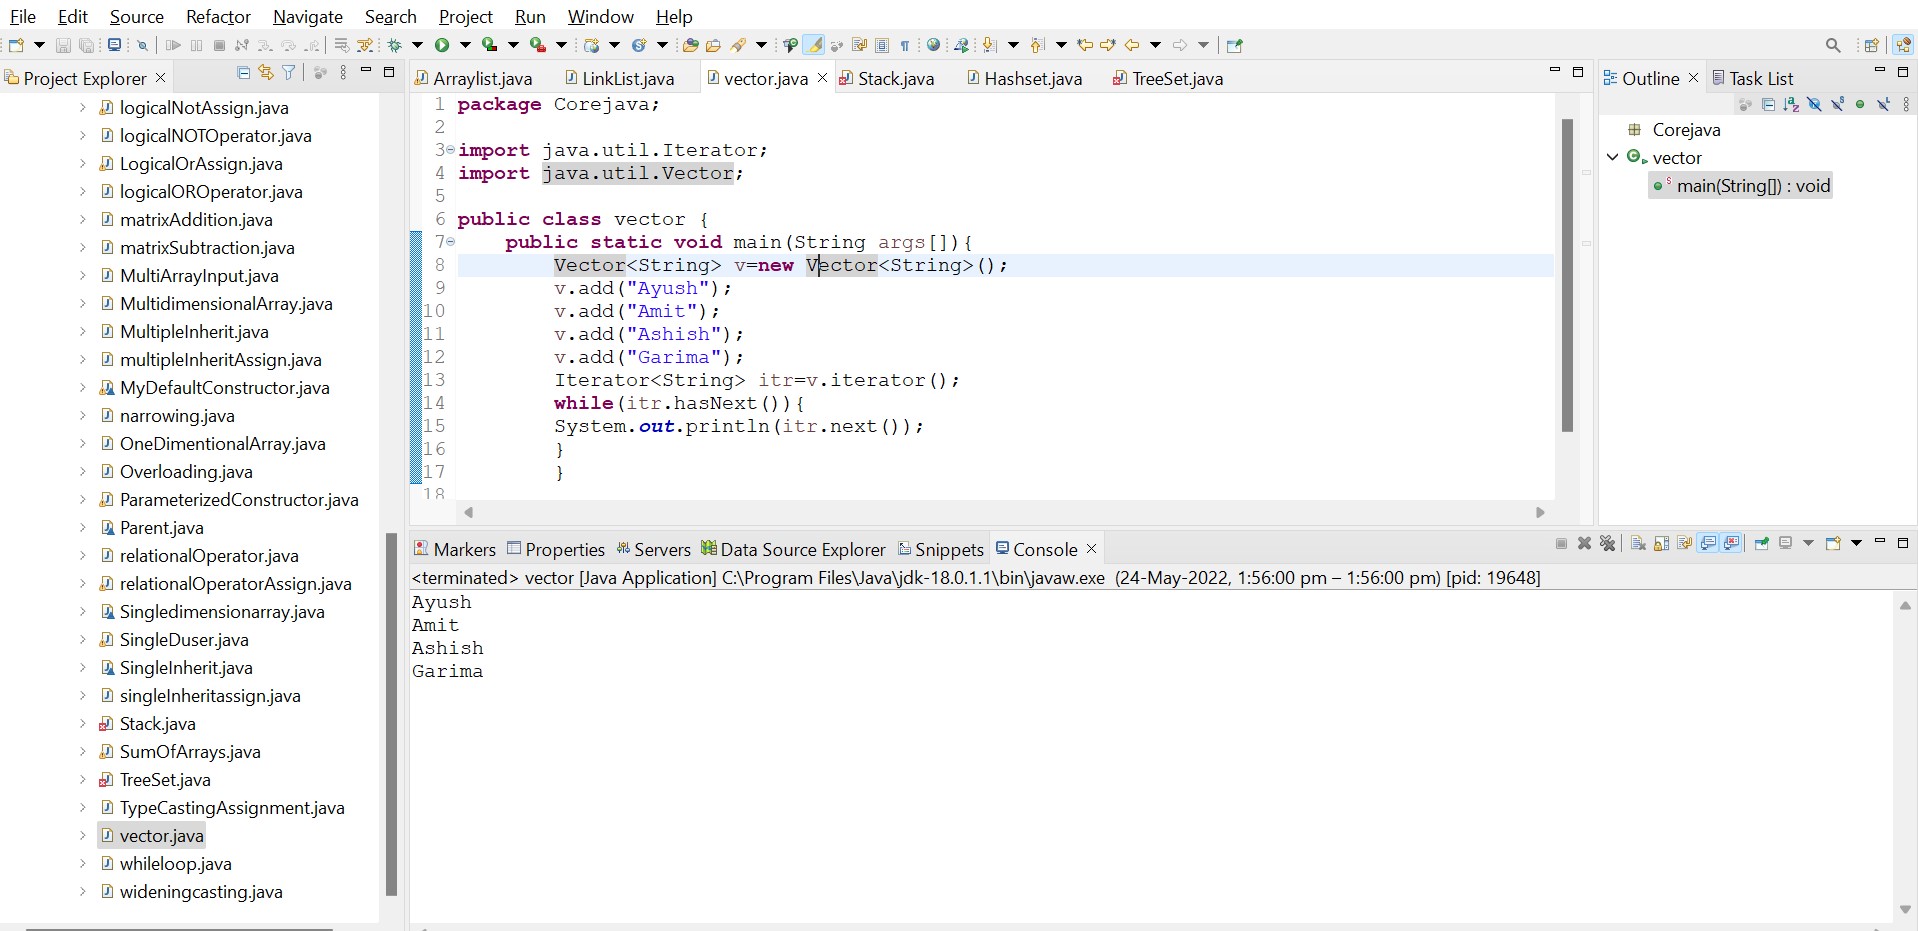 File Edit Source Refactor Navigate Search Project Run Window Help
Project Explorer
logicalNotAssign.java
logicalNOTOperator.java
LogicalOrAssign.java
logicalOROperator.java
matrixAddition.java
matrixSubtraction.java
MultiArrayInput.java
MultidimensionalArray.java
MultipleInherit.java
multipleInheritAssign.java
MyDefaultConstructor.java
narrowing.java
OneDimentionalArray.java
Overloading.java
ParameterizedConstructor.java
Parent.java
relationalOperator.java
relationalOperatorAssign.java
Singledimensionarray.java
SingleDuser.java
SingleInherit.java
singleInheritassign.java
Stack.java
SumOfArrays.java
TreeSet.java
TypeCastingAssignment.java
vector.java
whileloop.java
wideningcasting.java
Arraylist.java LinkList.java vector.java Stack.java Hashset.java TreeSet.java
1 package Corejava;
2
3 import java.util.Iterator;
4 import java.util.Vector;
5
6 public class vector {
7 public static void main(String args[]){
8 Vector<String> v=new Vector<String>();
9 v.add("Ayush");
10 v.add("Amit");
11 v.add("Ashish");
12 v.add("Garima");
13 Iterator<String> itr=v.iterator();
14 while(itr.hasNext()){
15 System.out.println(itr.next());
16 }
17 }
18
Outline Task List
Corejava
vector
main(String[]) : void
Markers Properties Servers Data Source Explorer Snippets Console
<terminated> vector [Java Application] C:\Program Files\Java\jdk-18.0.1.1\bin\javaw.exe (24-May-2022, 1:56:00 pm – 1:56:00 pm) [pid: 19648]
Ayush
Amit
Ashish
Garima